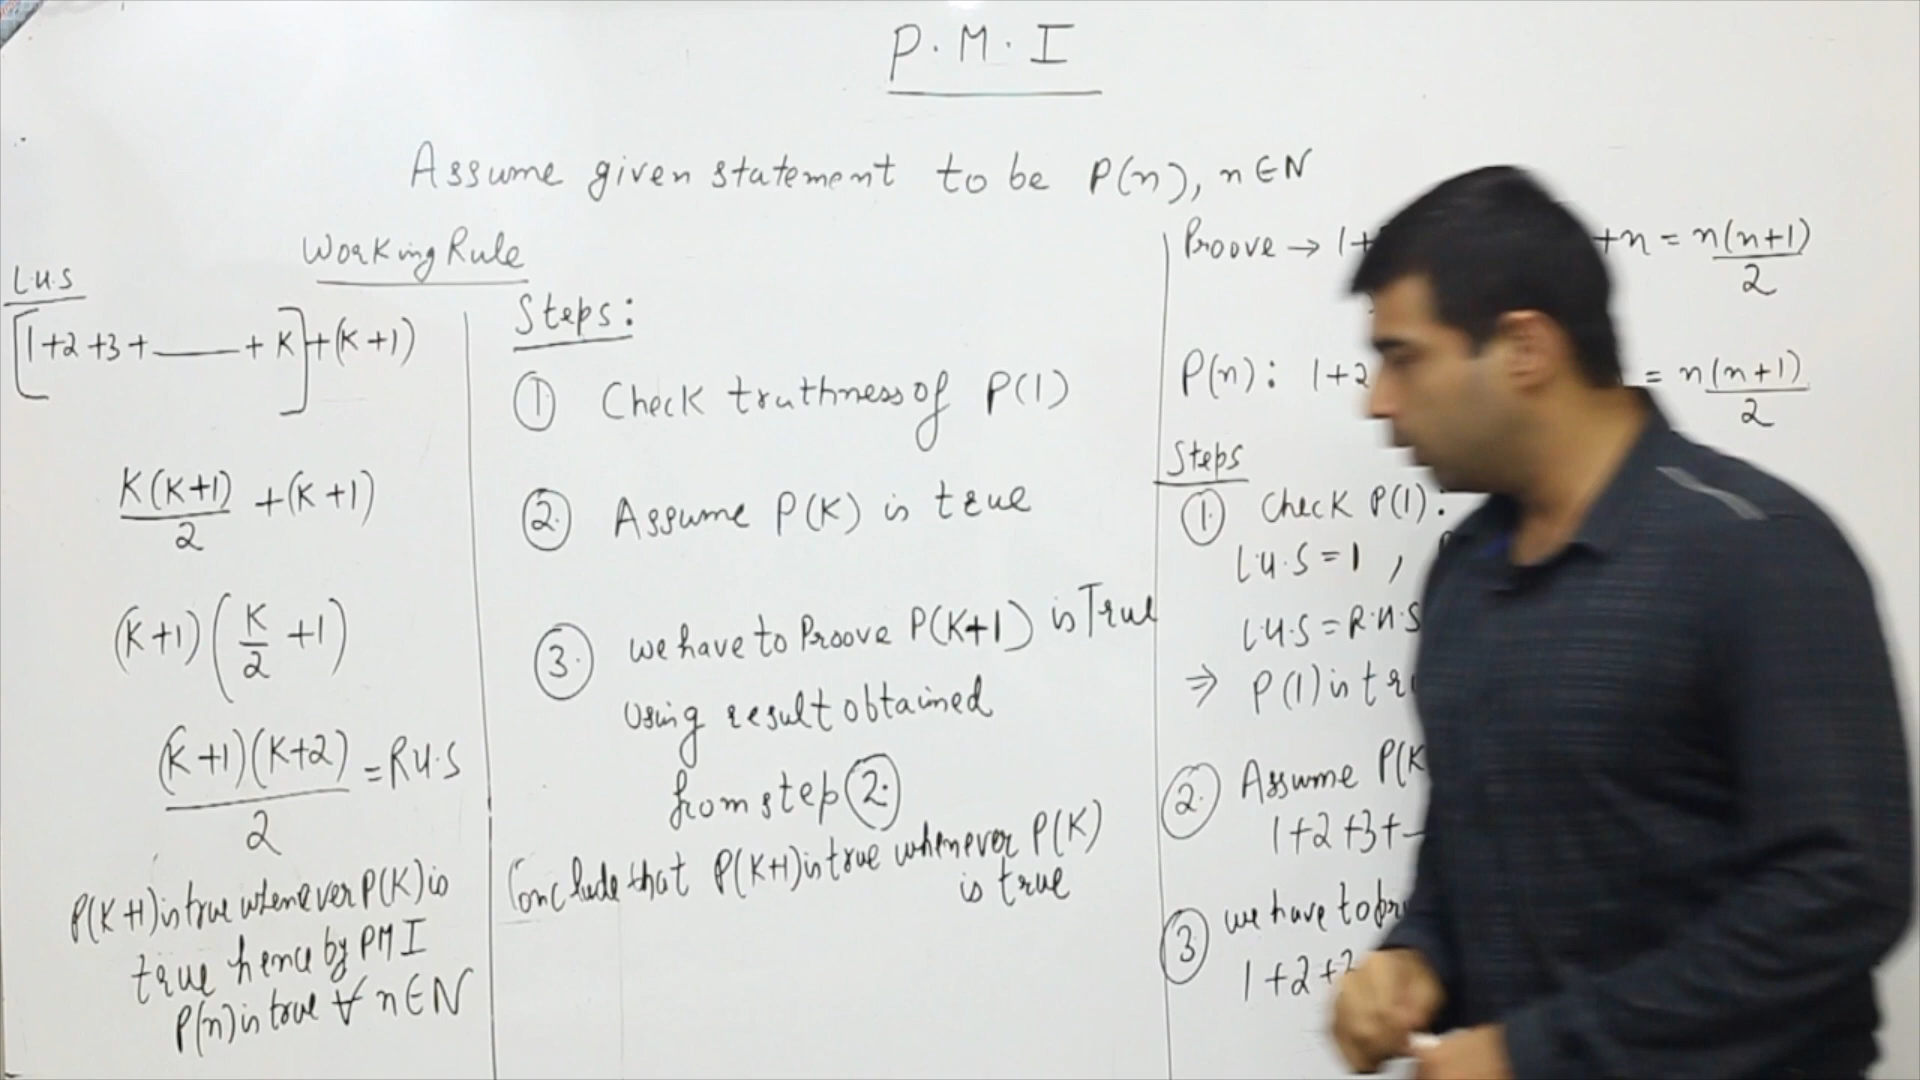 P.M.I
Assume given statement to be P(n), n∈N
Working Rule
L.H.S
[1+2+3+____+K]+(K+1)
K(K+1)/2 +(K+1)
(K+1)(K/2 +1)
(K+1)(K+2)/2 = R.H.S
P(K+1) is true whenever P(K) is
true hence by PMI
P(n) is true ∀ n∈N
Steps:
① Check truthness of P(1)
② Assume P(K) is true
③ we have to Proove P(K+1) is True
using result obtained
from step ②
Conclude that P(K+1) is true whenever P(K)
is true
Proove → 1+ +n = n(n+1)/2
P(n): 1+2 = n(n+1)/2
Steps
① Check P(1):
L.H.S = 1 ,
L.H.S = R.H.S
⇒ P(1) is
② Assume P(K
1+2+3+
③ we have to
1+2+